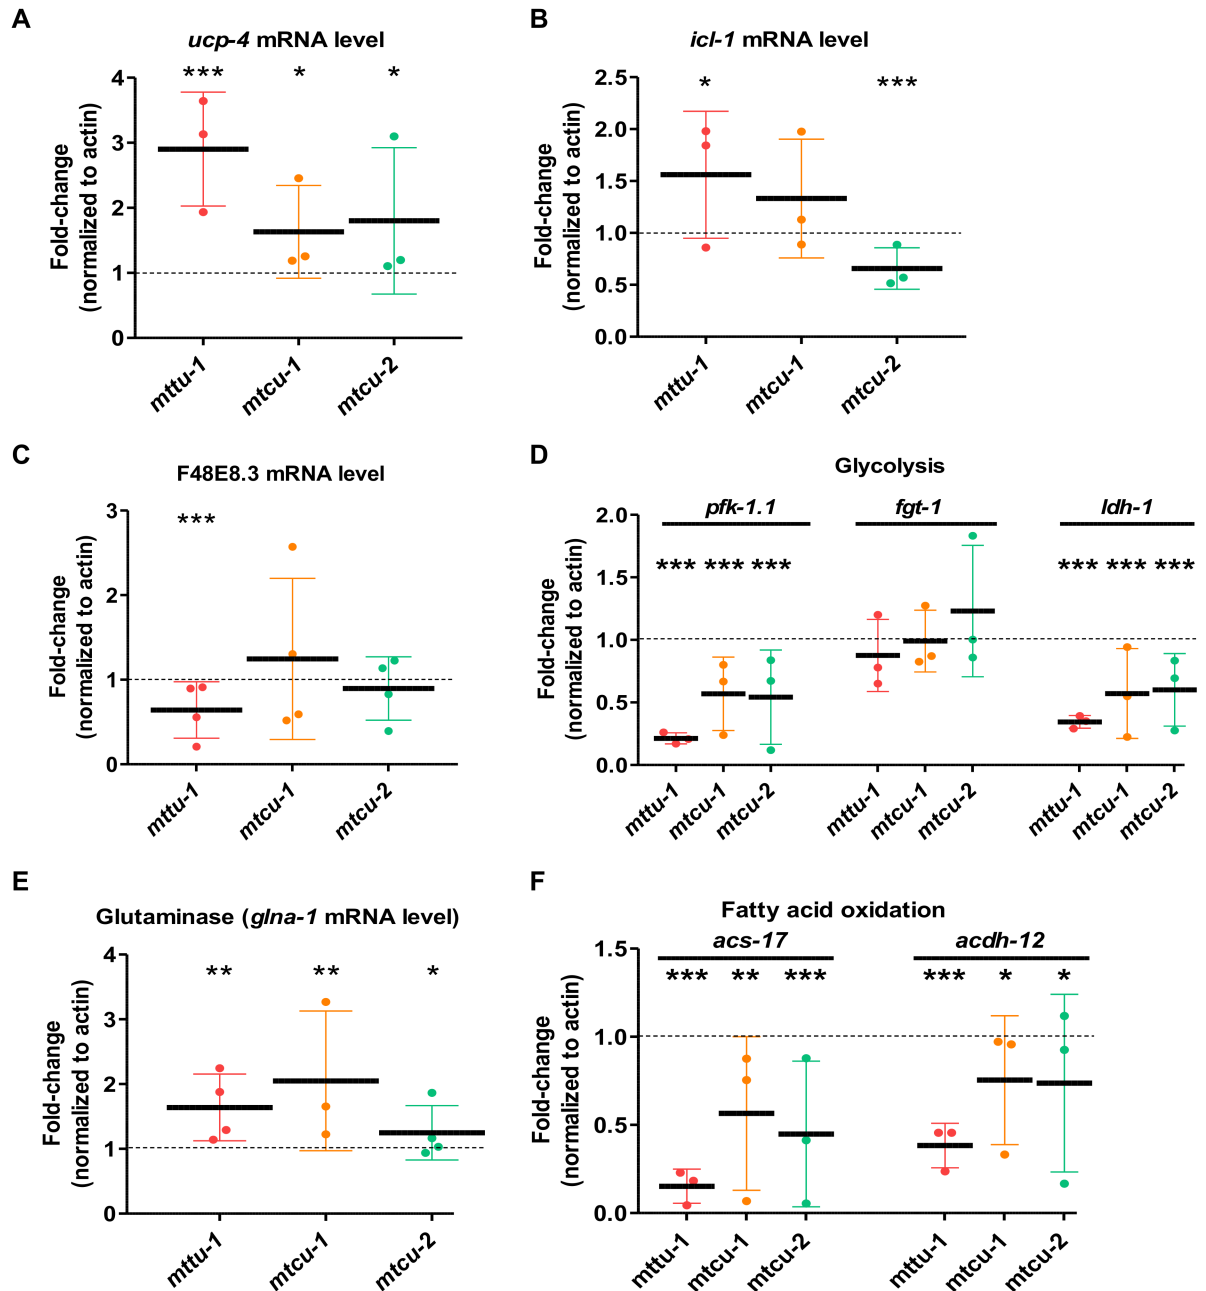 A
ucp-4 mRNA level
*** * *
Fold-change
(normalized to actin)
4
3
2
1
0
mttu-1
mtcu-1
mtcu-2
B
icl-1 mRNA level
* ***
Fold-change
(normalized to actin)
2.5
2.0
1.5
1.0
0.5
0.0
mttu-1
mtcu-1
mtcu-2
C
F48E8.3 mRNA level
***
Fold-change
(normalized to actin)
3
2
1
0
mttu-1
mtcu-1
mtcu-2
D
Glycolysis
pfk-1.1 fgt-1 ldh-1
*** *** *** *** *** ***
Fold-change
(normalized to actin)
2.0
1.5
1.0
0.5
0.0
mttu-1
mtcu-1
mtcu-2
mttu-1
mtcu-1
mtcu-2
mttu-1
mtcu-1
mtcu-2
E
Glutaminase (glna-1 mRNA level)
** ** *
Fold-change
(normalized to actin)
4
3
2
1
0
mttu-1
mtcu-1
mtcu-2
F
Fatty acid oxidation
acs-17 acdh-12
*** ** *** *** * *
Fold-change
(normalized to actin)
1.5
1.0
0.5
0.0
mttu-1
mtcu-1
mtcu-2
mttu-1
mtcu-1
mtcu-2